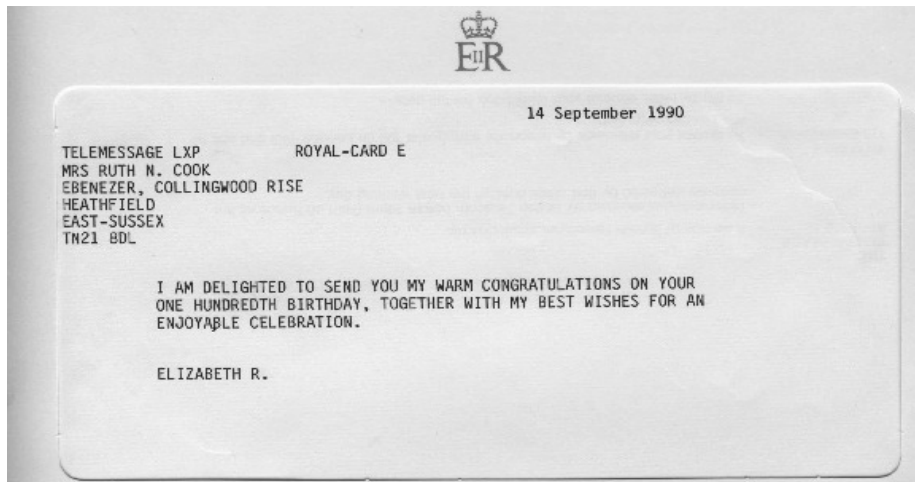 EIIR
14 September 1990
TELEMESSAGE LXP ROYAL-CARD E
MRS RUTH N. COOK
EBENEZER, COLLINGWOOD RISE
HEATHFIELD
EAST-SUSSEX
TN21 8DL
I AM DELIGHTED TO SEND YOU MY WARM CONGRATULATIONS ON YOUR
ONE HUNDREDTH BIRTHDAY, TOGETHER WITH MY BEST WISHES FOR AN
ENJOYABLE CELEBRATION.
ELIZABETH R.